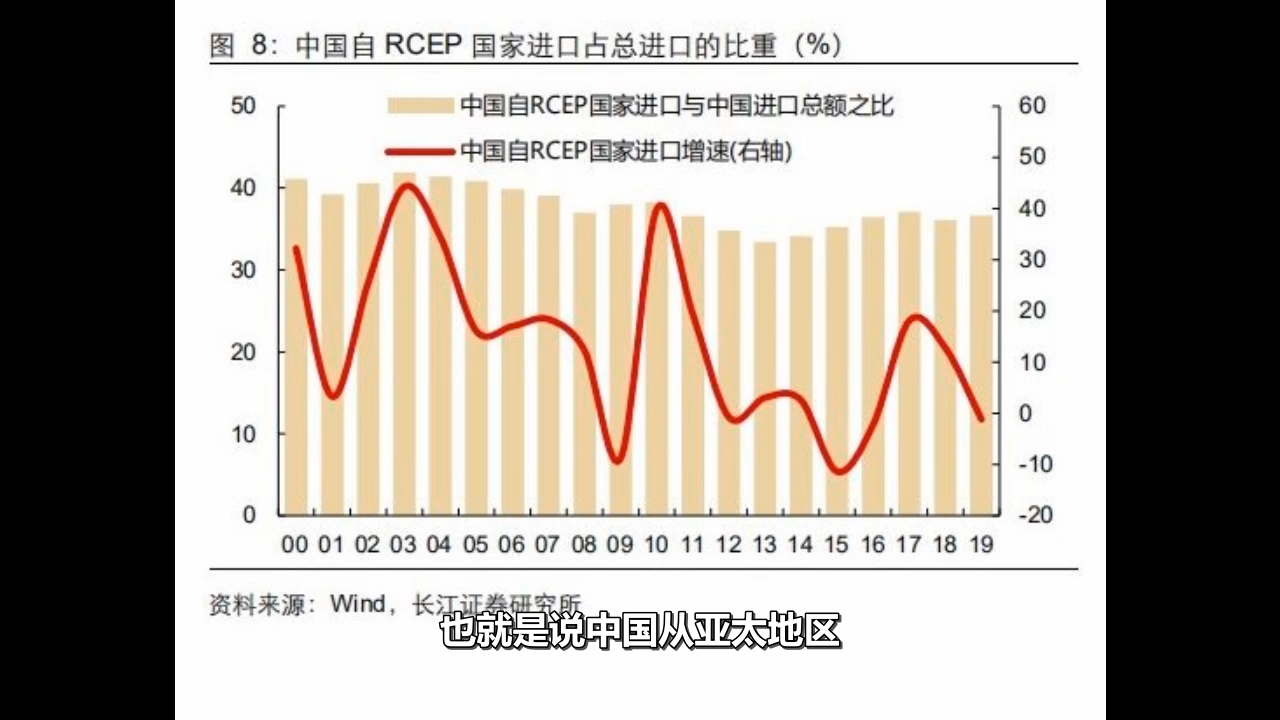 图 8：中国自 RCEP 国家进口占总进口的比重（%）
中国自RCEP国家进口与中国进口总额之比
中国自RCEP国家进口增速(右轴)
50
40
30
20
10
0
60
50
40
30
20
10
0
-10
-20
00 01 02 03 04 05 06 07 08 09 10 11 12 13 14 15 16 17 18 19
资料来源：Wind，长江证券研究所
也就是说中国从亚太地区